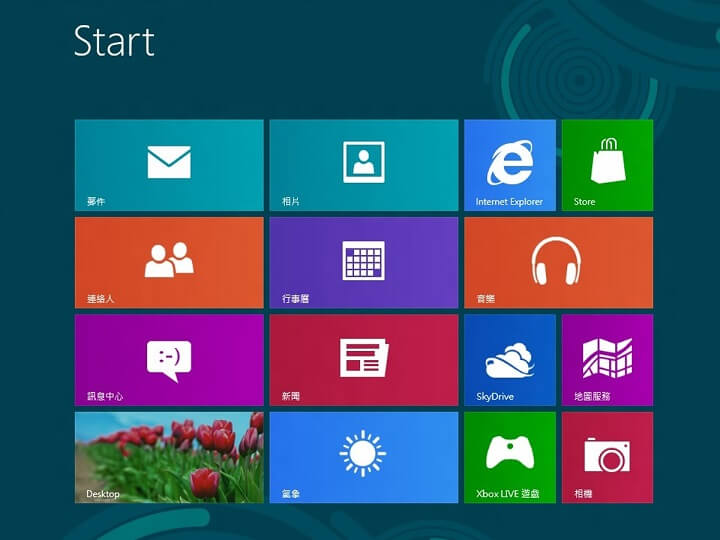 Start
郵件
相片
Internet Explorer
Store
連絡人
行事曆
音樂
訊息中心
新聞
SkyDrive
地圖服務
Desktop
氣象
Xbox LIVE 遊戲
相機